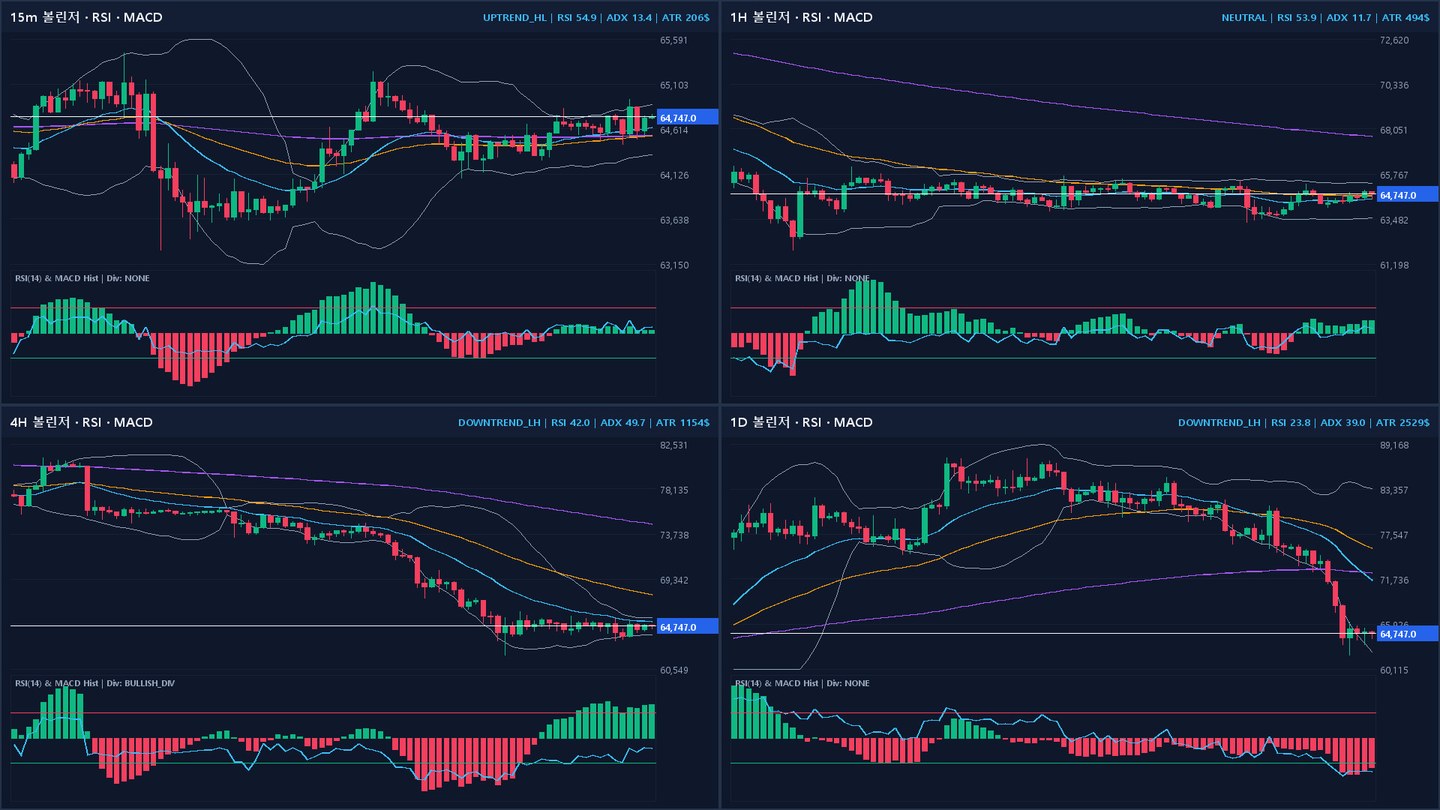 15m 볼린저 · RSI · MACD
UPTREND_HL | RSI 54.9 | ADX 13.4 | ATR 206$
65,591
65,103
64,747.0
64,614
64,126
63,638
63,150
RSI(14) & MACD Hist | Div: NONE
1H 볼린저 · RSI · MACD
NEUTRAL | RSI 53.9 | ADX 11.7 | ATR 494$
72,620
70,336
68,051
65,767
64,747.0
63,482
61,198
RSI(14) & MACD Hist | Div: NONE
4H 볼린저 · RSI · MACD
DOWNTREND_LH | RSI 42.0 | ADX 49.7 | ATR 1154$
82,531
78,135
73,738
69,342
64,747.0
60,549
RSI(14) & MACD Hist | Div: BULLISH_DIV
1D 볼린저 · RSI · MACD
DOWNTREND_LH | RSI 23.8 | ADX 39.0 | ATR 2529$
89,168
83,357
77,547
71,736
64,747.0
60,115
RSI(14) & MACD Hist | Div: NONE